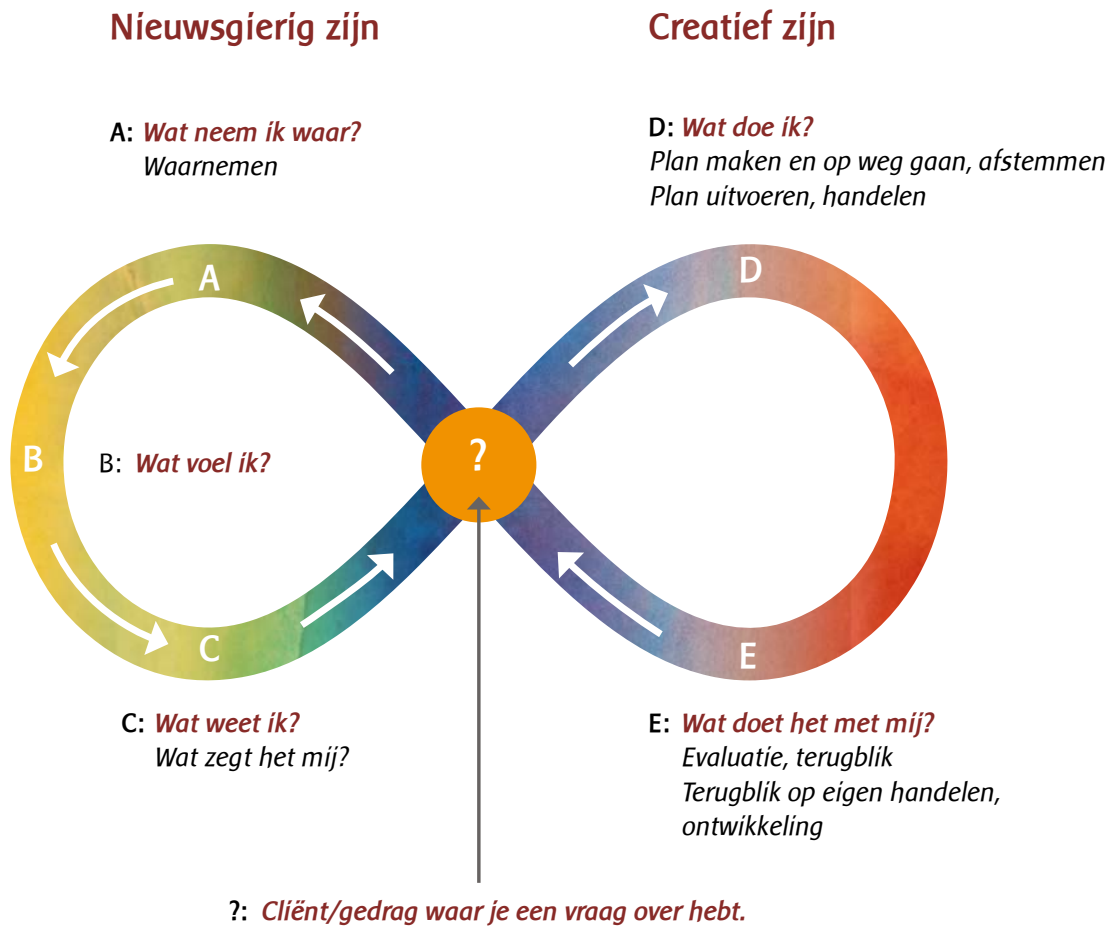 Nieuwsgierig zijn
Creatief zijn
A: Wat neem ik waar?
Waarnemen
D: Wat doe ik?
Plan maken en op weg gaan, afstemmen
Plan uitvoeren, handelen
A
D
B
B: Wat voel ik?
?
C
E
C: Wat weet ik?
Wat zegt het mij?
E: Wat doet het met mij?
Evaluatie, terugblik
Terugblik op eigen handelen,
ontwikkeling
?: Cliënt/gedrag waar je een vraag over hebt.